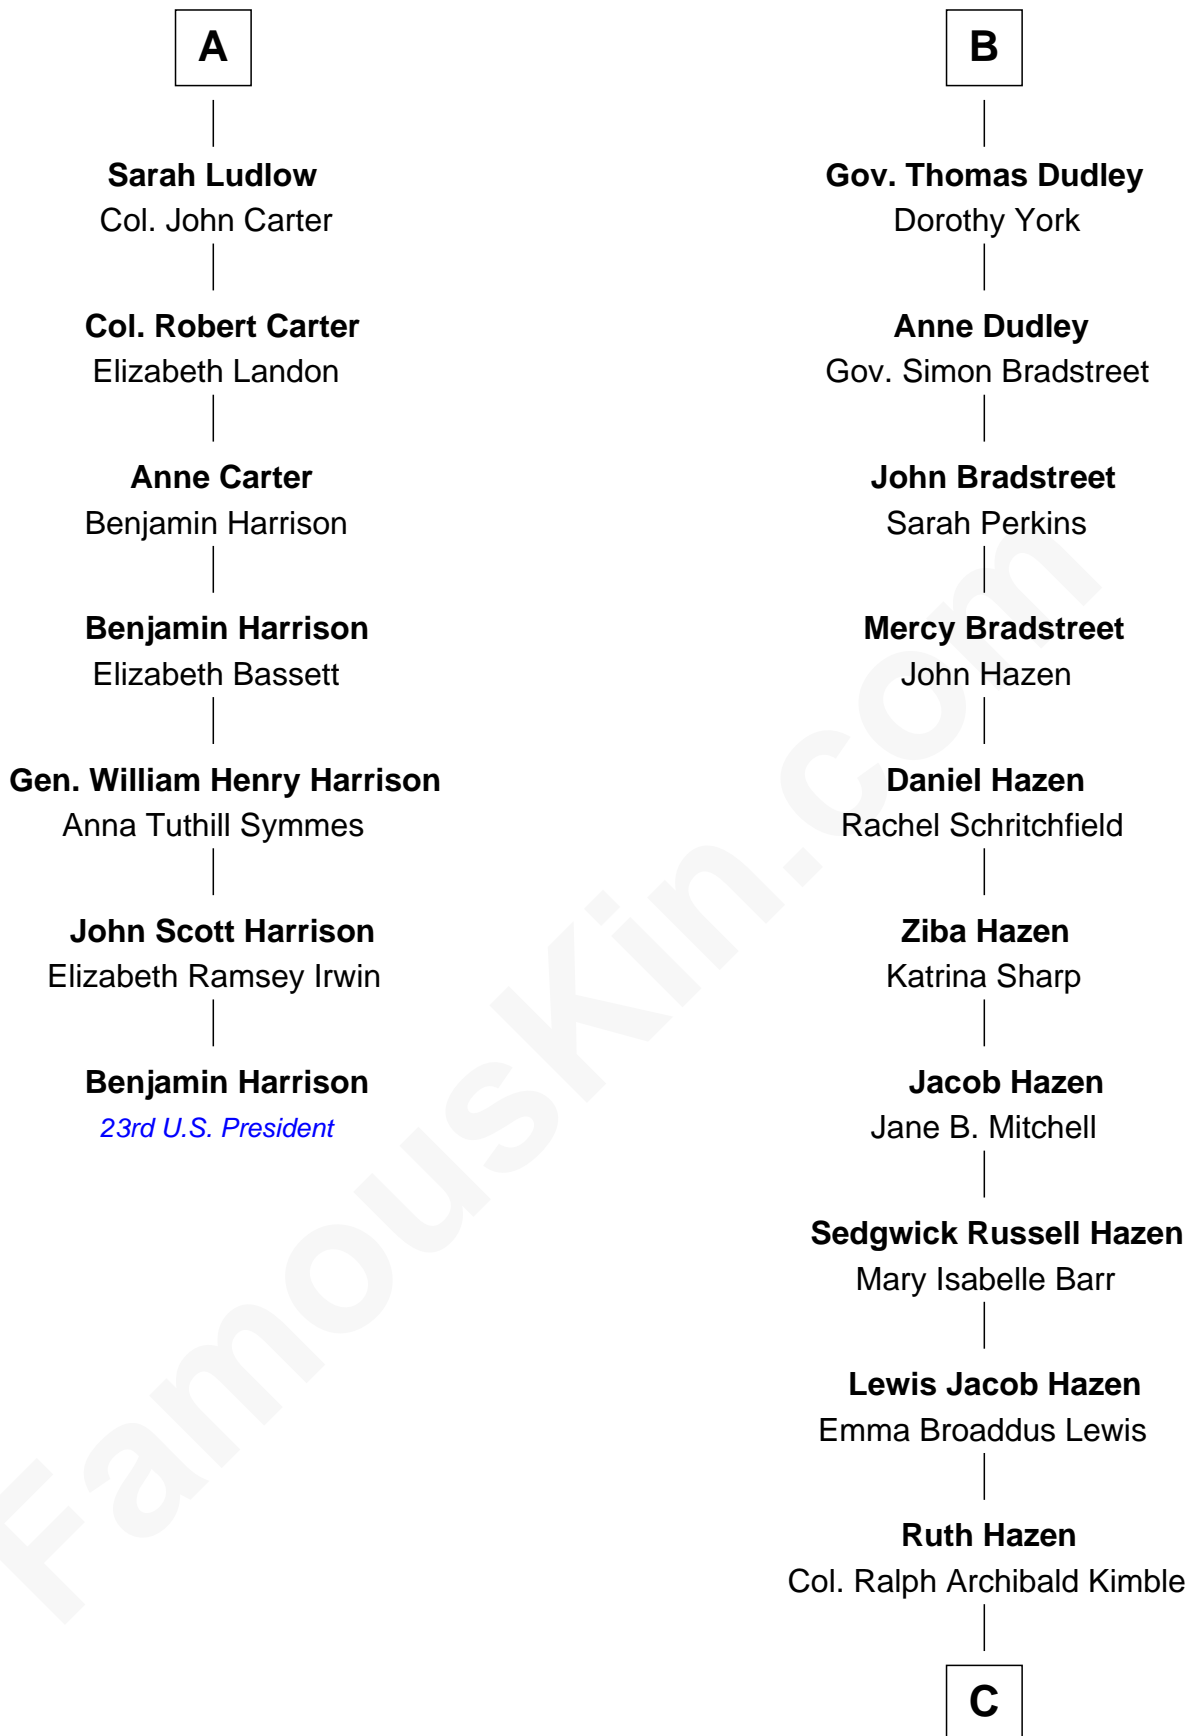 A
Sarah Ludlow
Col. John Carter
Col. Robert Carter
Elizabeth Landon
Anne Carter
Benjamin Harrison
Benjamin Harrison
Elizabeth Bassett
Gen. William Henry Harrison
Anna Tuthill Symmes
John Scott Harrison
Elizabeth Ramsey Irwin
Benjamin Harrison
23rd U.S. President
B
Gov. Thomas Dudley
Dorothy York
Anne Dudley
Gov. Simon Bradstreet
John Bradstreet
Sarah Perkins
Mercy Bradstreet
John Hazen
Daniel Hazen
Rachel Schritchfield
Ziba Hazen
Katrina Sharp
Jacob Hazen
Jane B. Mitchell
Sedgwick Russell Hazen
Mary Isabelle Barr
Lewis Jacob Hazen
Emma Broaddus Lewis
Ruth Hazen
Col. Ralph Archibald Kimble
C
FamousKin.com